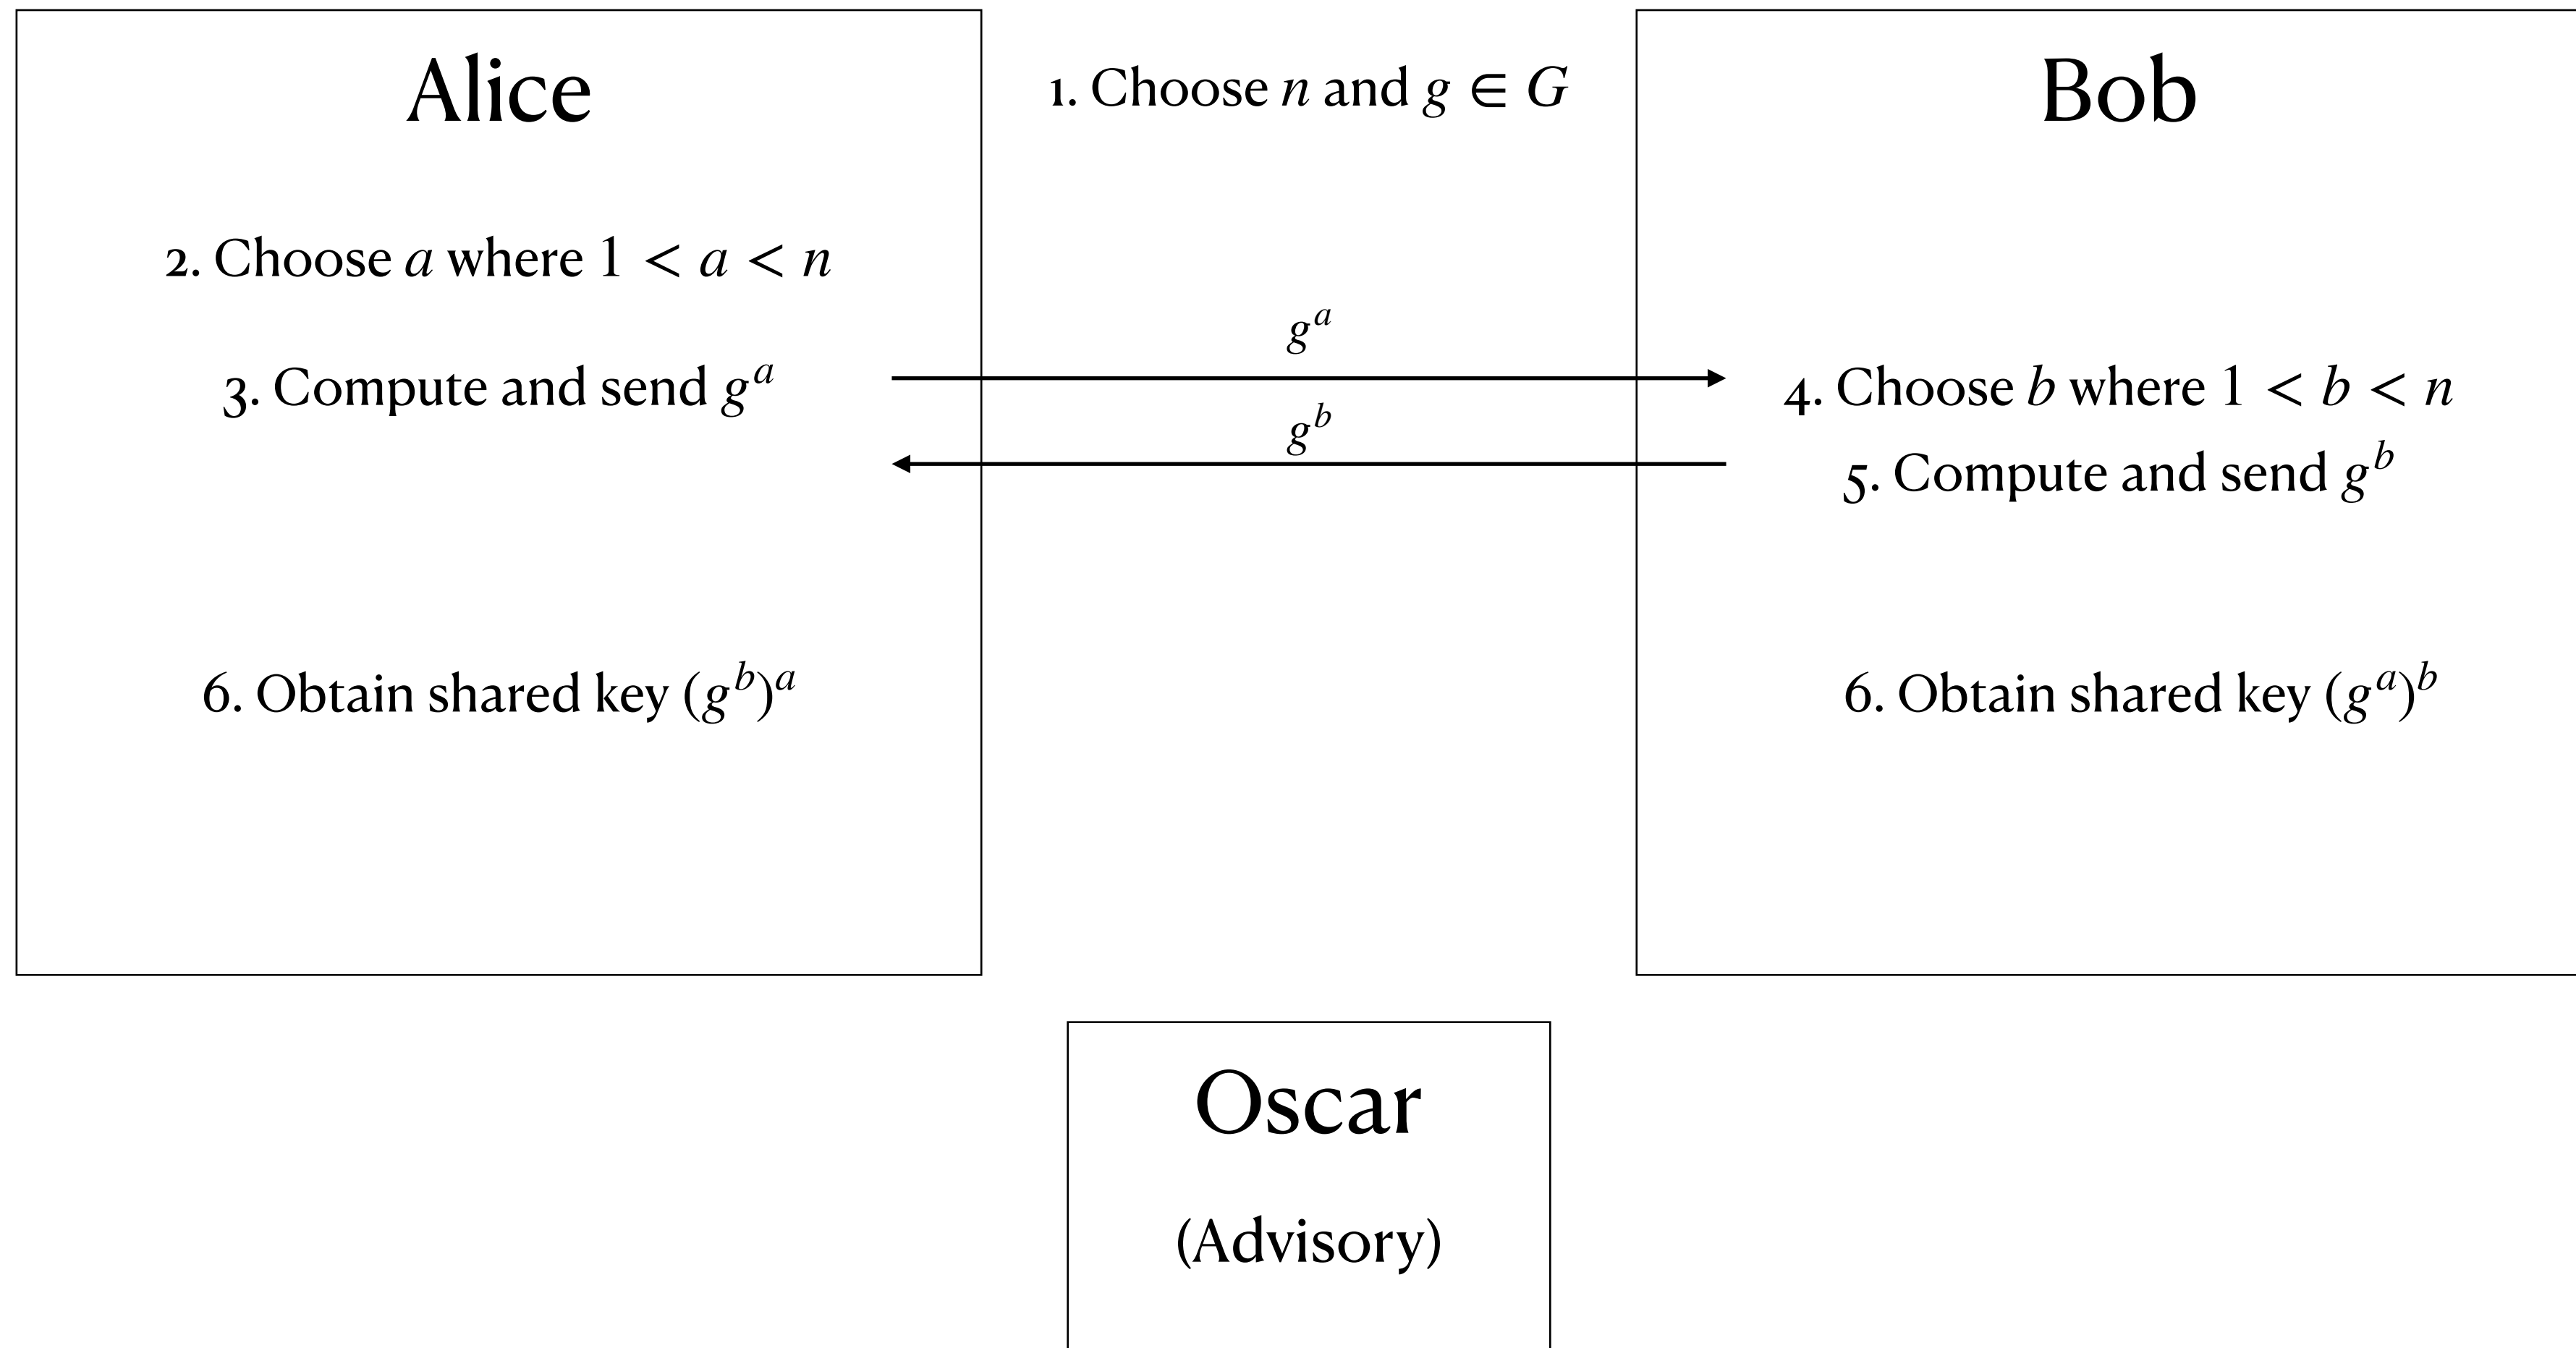 Alice
1. Choose n and g ∈ G
Bob
2. Choose a where 1 < a < n
g^a
3. Compute and send g^a
4. Choose b where 1 < b < n
g^b
5. Compute and send g^b
6. Obtain shared key (g^b)^a
6. Obtain shared key (g^a)^b
Oscar
(Advisory)